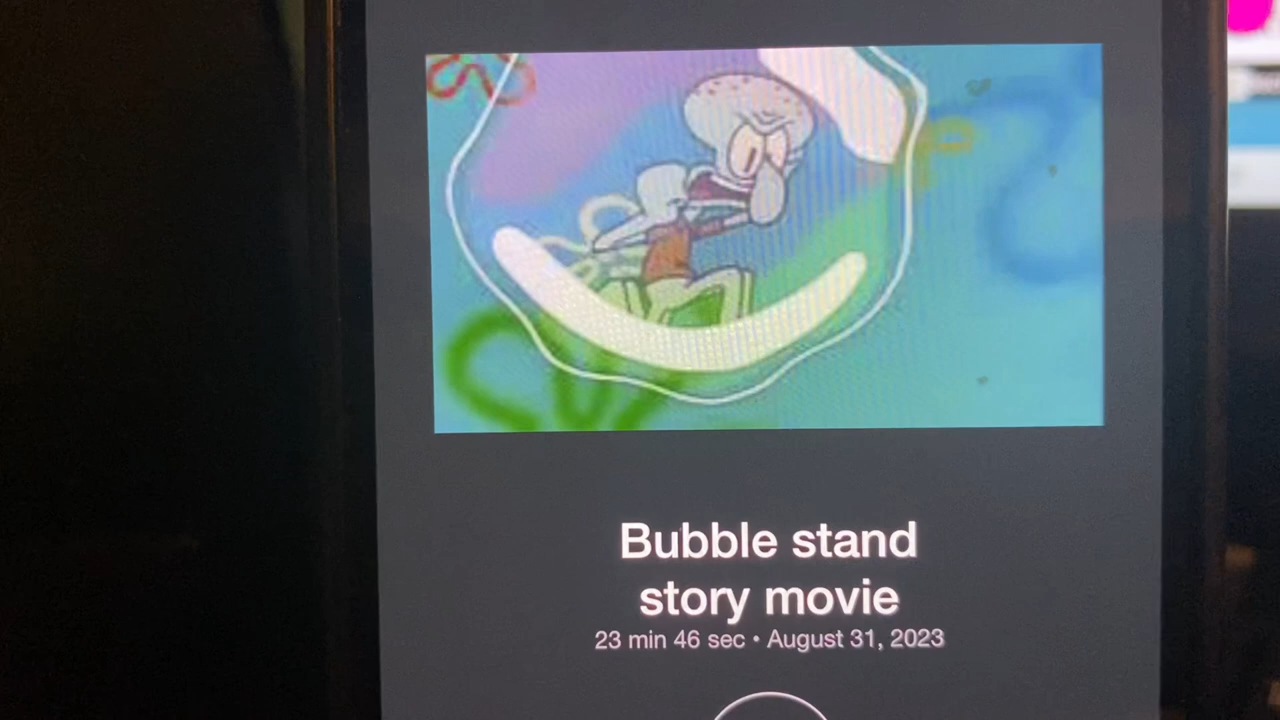 Bubble stand
story movie
23 min 46 sec • August 31, 2023